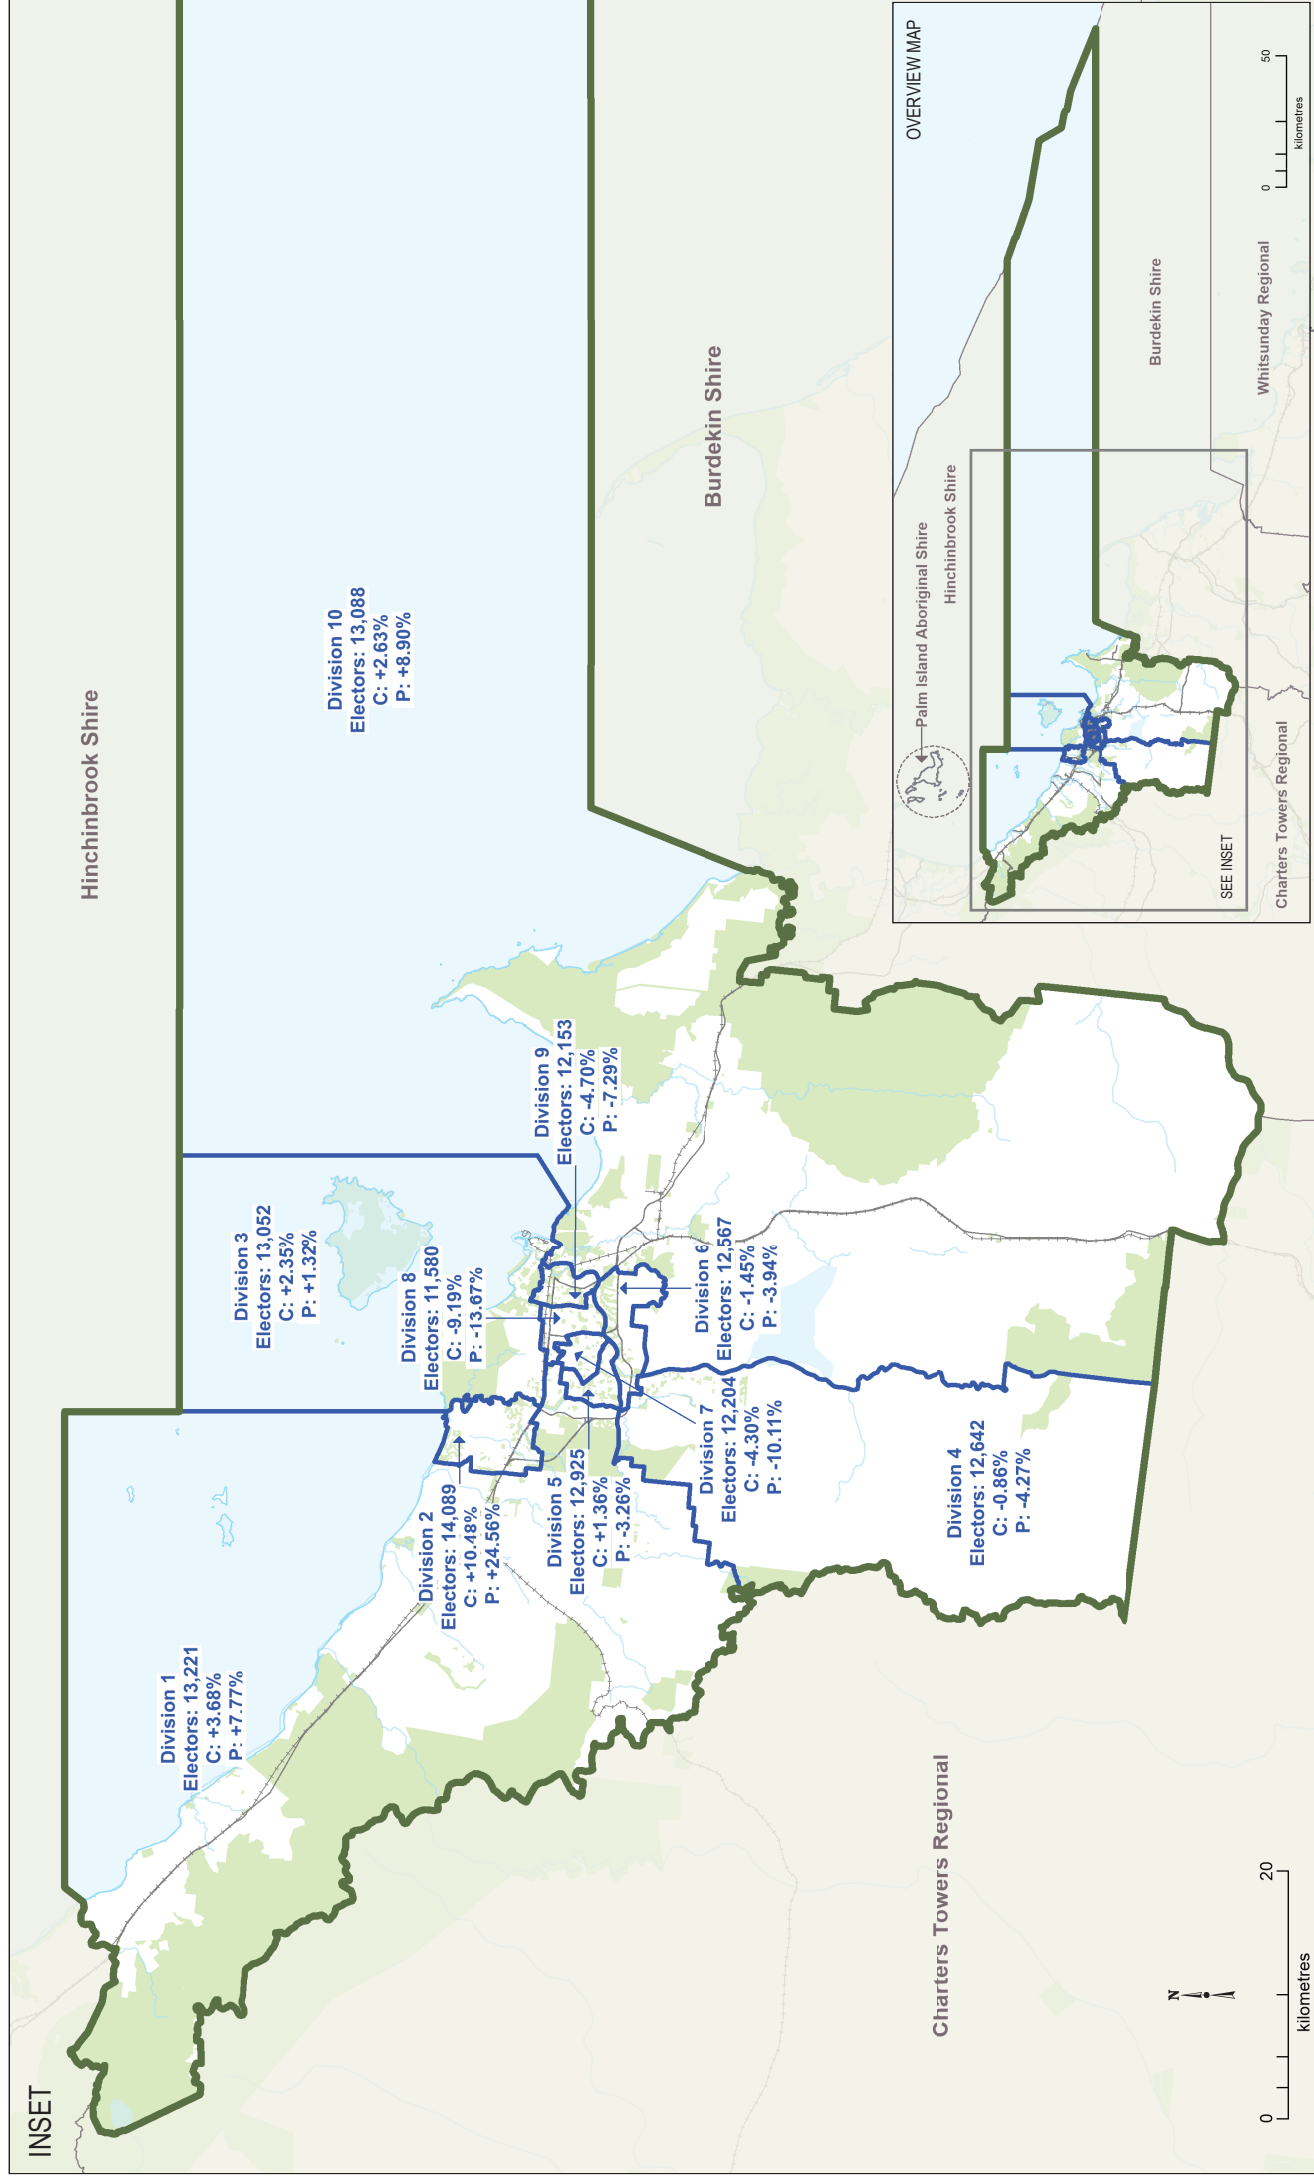 INSET
Hinchinbrook Shire
Division 1
Electors: 13,221
C: +3.68%
P: +7.77%
Division 3
Electors: 13,052
C: +2.35%
P: +1.32%
Division 10
Electors: 13,088
C: +2.63%
P: +8.90%
Division 2
Electors: 14,089
C: +10.48%
P: +24.56%
Division 8
Electors: 11,580
C: -9.19%
P: -13.67%
Division 9
Electors: 12,153
C: -4.70%
P: -7.29%
Division 5
Electors: 12,925
C: +1.36%
P: -3.26%
Division 7
Electors: 12,204
C: -4.30%
P: -10.11%
Division 6
Electors: 12,567
C: -1.45%
P: -3.94%
Division 4
Electors: 12,642
C: -0.86%
P: -4.27%
Burdekin Shire
Charters Towers Regional
N
0
20
kilometres
OVERVIEW MAP
Palm Island Aboriginal Shire
Hinchinbrook Shire
Burdekin Shire
Whitsunday Regional
SEE INSET
Charters Towers Regional
0
50
kilometres